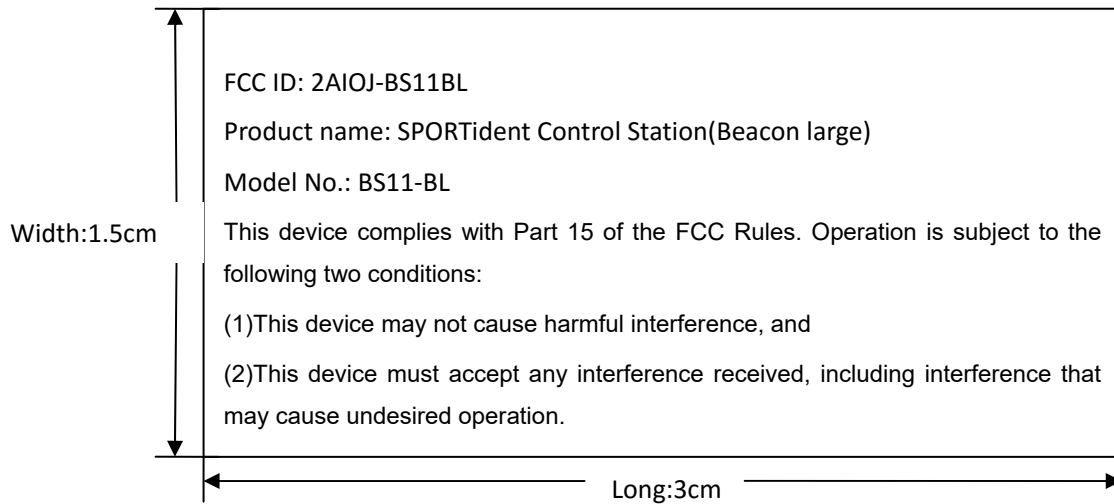 FCC ID: 2AIOJ-BS11BL
Product name: SPORTident Control Station(Beacon large)
Model No.: BS11-BL
Width:1.5cm
This device complies with Part 15 of the FCC Rules. Operation is subject to the
following two conditions:
(1)This device may not cause harmful interference, and
(2)This device must accept any interference received, including interference that
may cause undesired operation.
Long:3cm